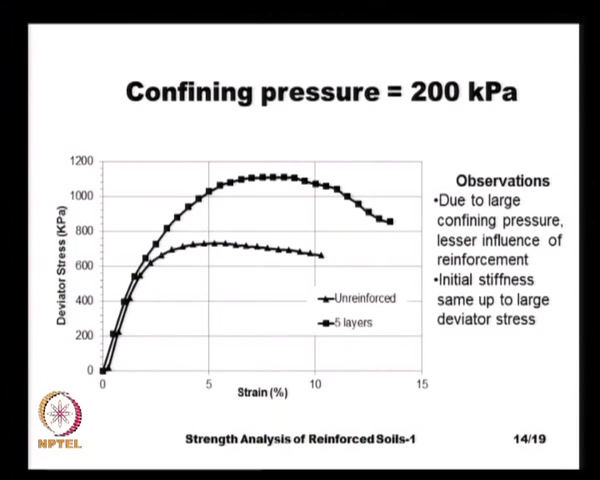 Confining pressure = 200 kPa
1200
1000
800
600
400
200
0
Deviator Stress (KPa)
0
5
10
15
Strain (%)
Unreinforced
5 layers
Observations
•Due to large
confining pressure,
lesser influence of
reinforcement
•Initial stiffness
same up to large
deviator stress
NPTEL
Strength Analysis of Reinforced Soils-1
14/19